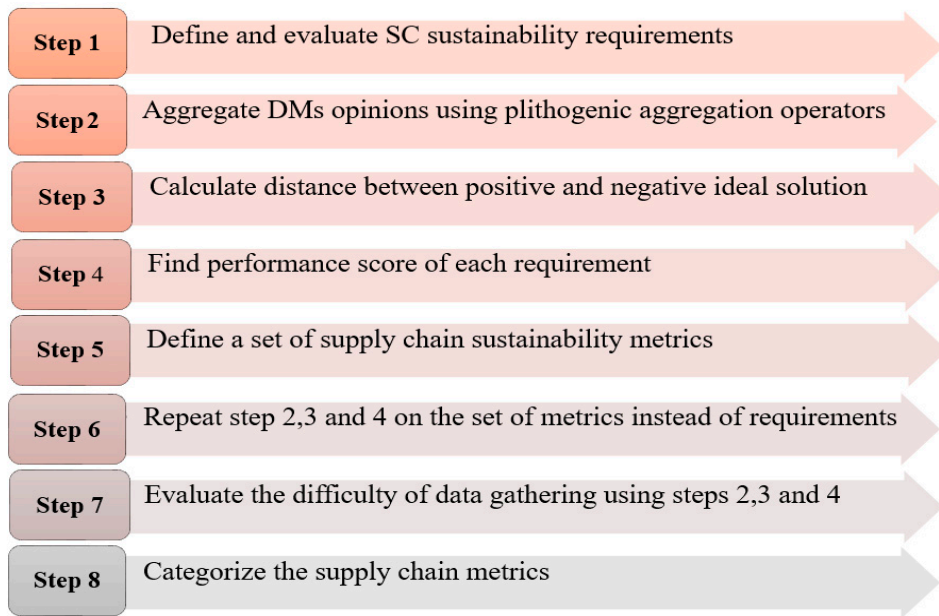 Step 1 Define and evaluate SC sustainability requirements
Step 2 Aggregate DMs opinions using plithogenic aggregation operators
Step 3 Calculate distance between positive and negative ideal solution
Step 4 Find performance score of each requirement
Step 5 Define a set of supply chain sustainability metrics
Step 6 Repeat step 2,3 and 4 on the set of metrics instead of requirements
Step 7 Evaluate the difficulty of data gathering using steps 2,3 and 4
Step 8 Categorize the supply chain metrics